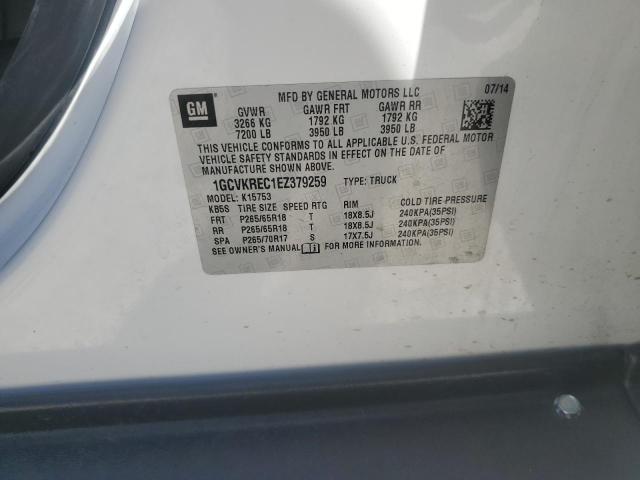 GM
MFD BY GENERAL MOTORS LLC 07/14
GVWR GAWR FRT GAWR RR
3266 KG 1792 KG 1792 KG
7200 LB 3950 LB 3950 LB
THIS VEHICLE CONFORMS TO ALL APPLICABLE U.S. FEDERAL MOTOR
VEHICLE SAFETY STANDARDS IN EFFECT ON THE DATE OF
MANUFACTURE SHOWN ABOVE.
1GCVKREC1EZ379259 TYPE: TRUCK
MODEL: K15753
KB5S TIRE SIZE SPEED RTG RIM COLD TIRE PRESSURE
FRT P265/65R18 T 18X8.5J 240KPA(35PSI)
RR P265/65R18 T 18X8.5J 240KPA(35PSI)
SPA P265/70R17 S 17X7.5J 240KPA(35PSI)
SEE OWNER'S MANUAL FOR MORE INFORMATION.